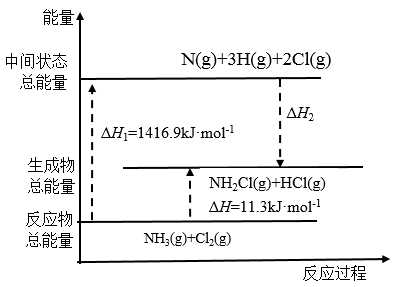 能量
中间状态
总能量
N(g)+3H(g)+2Cl(g)
ΔH₁=1416.9kJ·mol⁻¹
ΔH₂
生成物
总能量
NH₂Cl(g)+HCl(g)
ΔH=11.3kJ·mol⁻¹
反应物
总能量
NH₃(g)+Cl₂(g)
反应过程